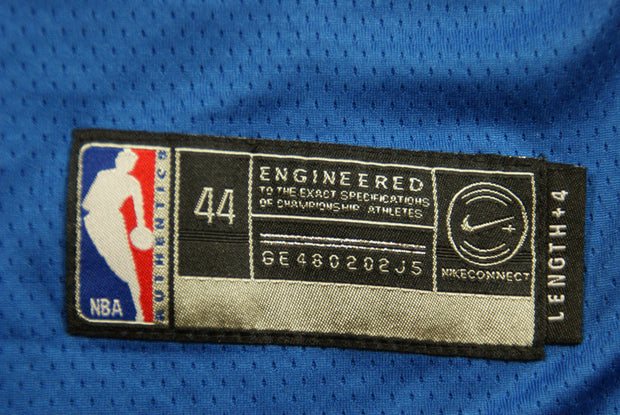 NBA
AUTHENTICS
44
ENGINEERED
TO THE EXACT SPECIFICATIONS
OF CHAMPIONSHIP ATHLETES
GE480202J5
NIKECONNECT
LENGTH+4